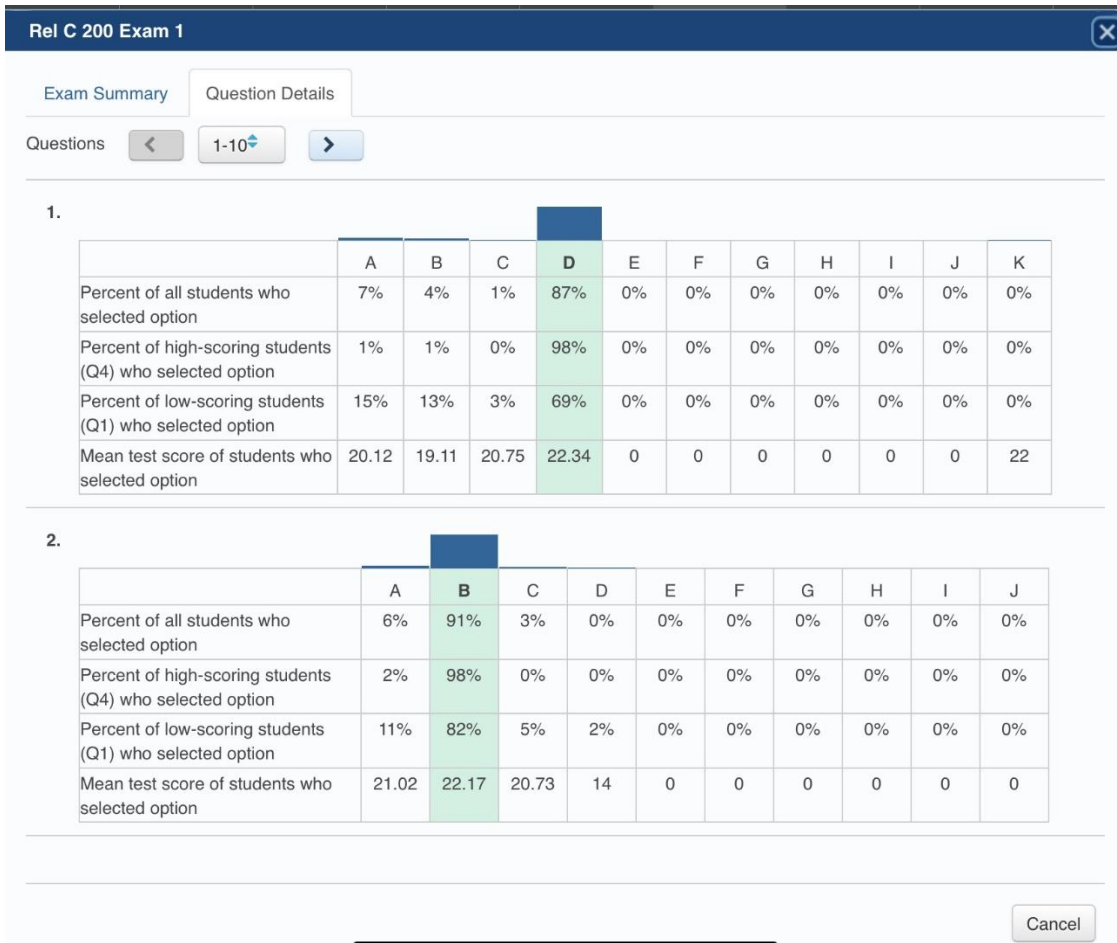 Rel C 200 Exam 1
Exam Summary Question Details
Questions 1-10
1.
A B C D E F G H I J K
Percent of all students who
selected option 7% 4% 1% 87% 0% 0% 0% 0% 0% 0% 0%
Percent of high-scoring students
(Q4) who selected option 1% 1% 0% 98% 0% 0% 0% 0% 0% 0% 0%
Percent of low-scoring students
(Q1) who selected option 15% 13% 3% 69% 0% 0% 0% 0% 0% 0% 0%
Mean test score of students who
selected option 20.12 19.11 20.75 22.34 0 0 0 0 0 0 22
2.
A B C D E F G H I J
Percent of all students who
selected option 6% 91% 3% 0% 0% 0% 0% 0% 0% 0%
Percent of high-scoring students
(Q4) who selected option 2% 98% 0% 0% 0% 0% 0% 0% 0% 0%
Percent of low-scoring students
(Q1) who selected option 11% 82% 5% 2% 0% 0% 0% 0% 0% 0%
Mean test score of students who
selected option 21.02 22.17 20.73 14 0 0 0 0 0 0
Cancel